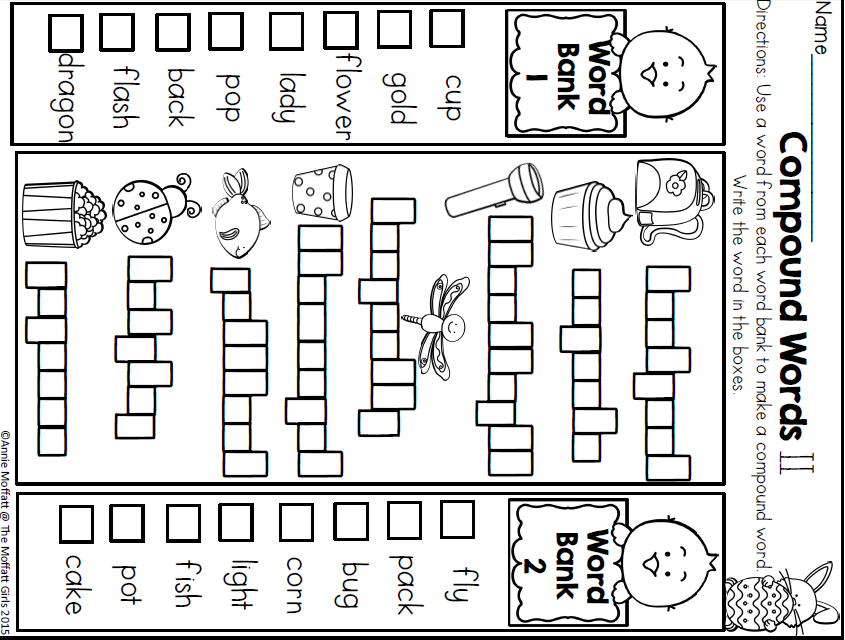 Name
Compound Words II
Directions: Use a word from each word bank to make a compound word.
Write the word in the boxes.
Word
Bank
1
cup
gold
flower
lady
pop
back
flash
dragon
Word
Bank
2
fly
pack
bug
corn
light
fish
pot
cake
©Annie Moffatt @ The Moffatt Girls 2015